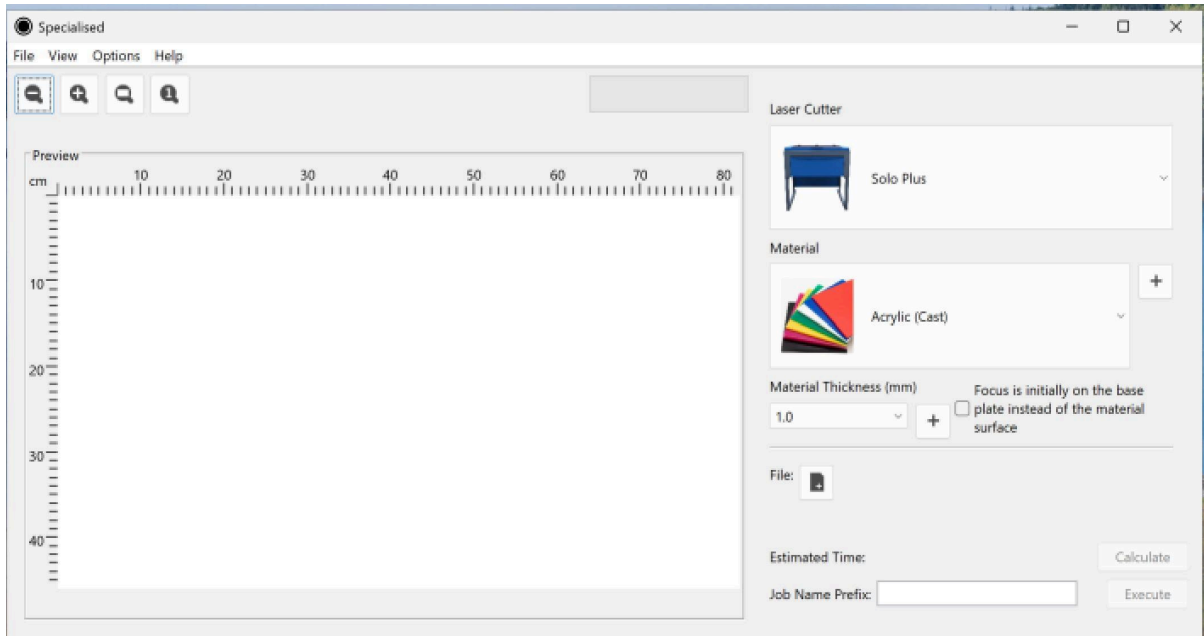 Specialised
File View Options Help
Laser Cutter
Preview
cm 10 20 30 40 50 60 70 80
Solo Plus
Material
10
Acrylic (Cast)
20
Material Thickness (mm)
Focus is initially on the base
plate instead of the material
surface
1.0
30
File:
40
Estimated Time:
Calculate
Job Name Prefix:
Execute